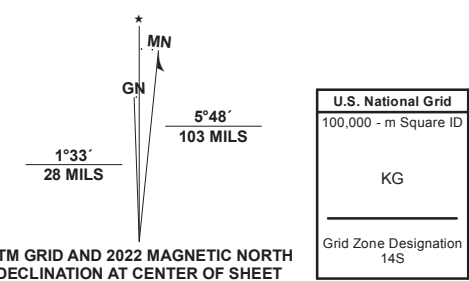 ★
MN
GN
5°48´
103 MILS
1°33´
28 MILS
TM GRID AND 2022 MAGNETIC NORTH
DECLINATION AT CENTER OF SHEET
U.S. National Grid
100,000 - m Square ID
KG
Grid Zone Designation
14S